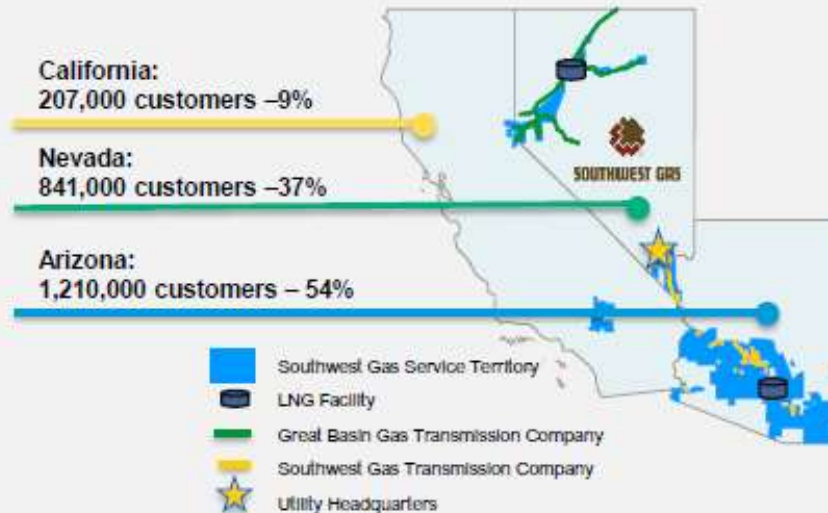 California:
207,000 customers –9%
Nevada:
841,000 customers –37%
SOUTHWEST GAS
Arizona:
1,210,000 customers – 54%
Southwest Gas Service Territory
LNG Facility
Great Basin Gas Transmission Company
Southwest Gas Transmission Company
Utility Headquarters